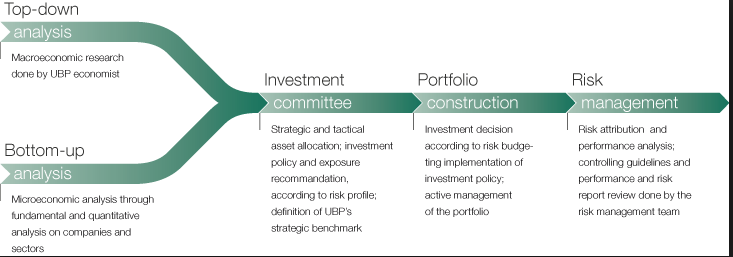 Top-down
analysis
Macroeconomic research
done by UBP economist
Bottom-up
analysis
Microeconomic analysis through
fundamental and quantitative
analysis on companies and
sectors
Investment
committee
Strategic and tactical
asset allocation; investment
policy and exposure
recommandation,
according to risk profile;
definition of UBP's
strategic benchmark
Portfolio
construction
Investment decision
according to risk budge-
ting implementation of
investment policy;
active management
of the portfolio
Risk
management
Risk attribution and
performance analysis;
controlling guidelines and
performance and risk
report review done by the
risk management team